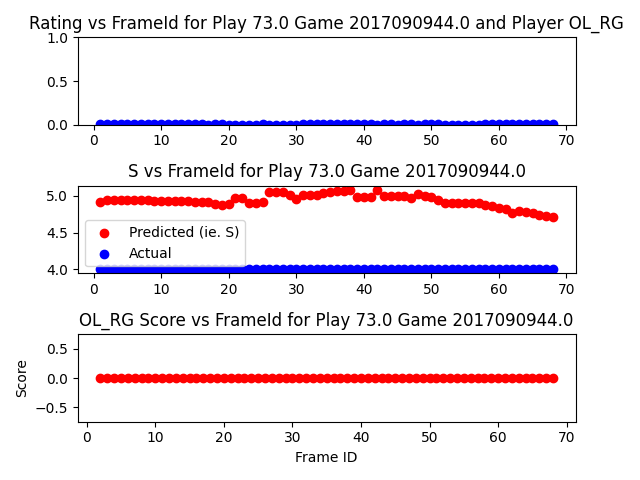 Rating vs FrameId for Play 73.0 Game 2017090944.0 and Player OL_RG
1.0
0.5
0.0
0 10 20 30 40 50 60 70
S vs FrameId for Play 73.0 Game 2017090944.0
5.0
4.5
4.0
Predicted (ie. S)
Actual
0 10 20 30 40 50 60 70
OL_RG Score vs FrameId for Play 73.0 Game 2017090944.0
Score
0.5
0.0
−0.5
0 10 20 30 40 50 60 70
Frame ID